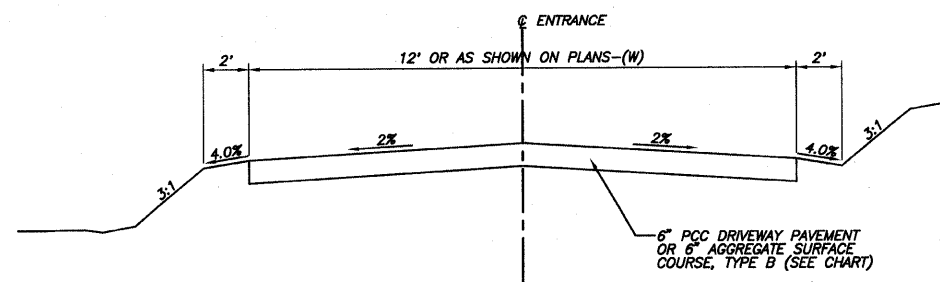 ℄ ENTRANCE
2'
12' OR AS SHOWN ON PLANS-(W)
2'
4.0%
2%
2%
4.0%
3:1
3:1
6" PCC DRIVEWAY PAVEMENT
OR 6" AGGREGATE SURFACE
COURSE, TYPE B (SEE CHART)